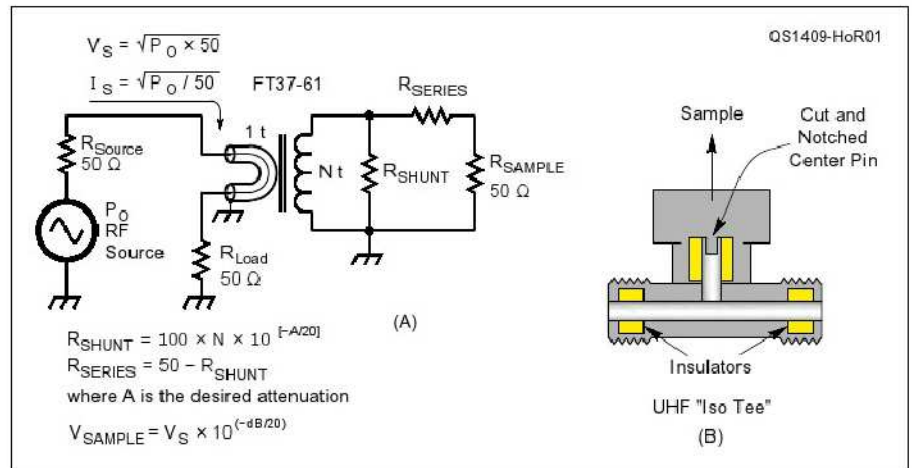 QS1409-HoR01
V_S = √P_O × 50
I_S = √P_O / 50
FT37-61
R_SERIES
1 t
R_Source
50 Ω
N t
R_SHUNT
R_SAMPLE
50 Ω
P_O
RF
Source
R_Load
50 Ω
(A)
R_SHUNT = 100 × N × 10^[–A/20]
R_SERIES = 50 – R_SHUNT
where A is the desired attenuation
V_SAMPLE = V_S × 10^(–dB/20)
Sample
Cut and
Notched
Center Pin
Insulators
UHF "Iso Tee"
(B)